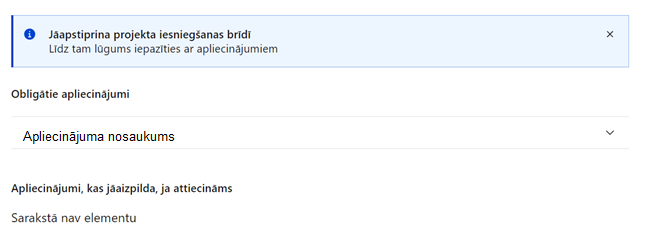 Jāapstiprina projekta iesniegšanas brīdī
Līdz tam lūgums iepazīties ar apliecinājumiem
Obligātie apliecinājumi
Apliecinājuma nosaukums
Apliecinājumi, kas jāaizpilda, ja attiecināms
Sarakstā nav elementu